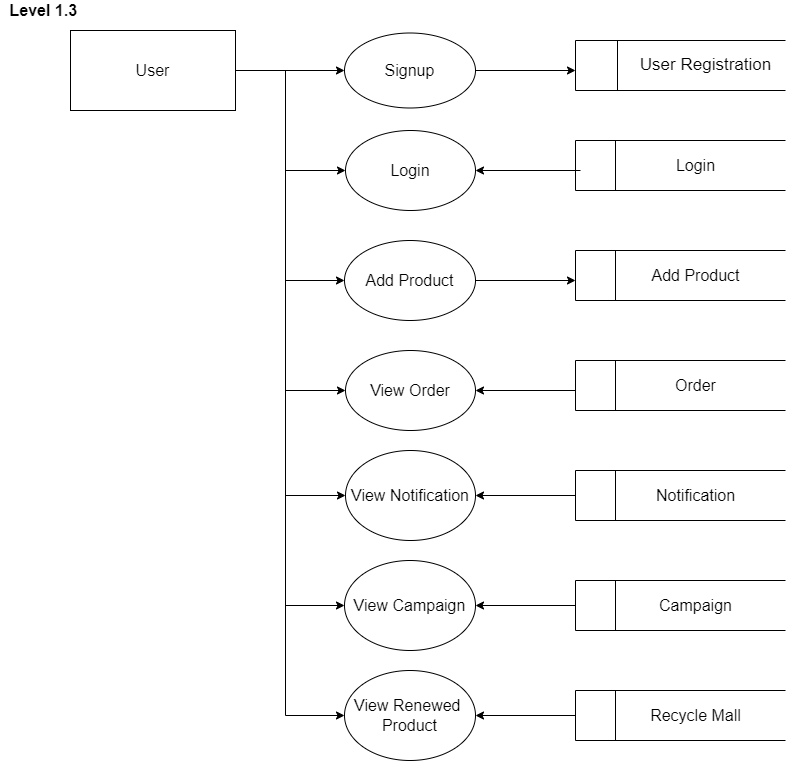 Level 1.3
User
Signup
User Registration
Login
Login
Add Product
Add Product
View Order
Order
View Notification
Notification
View Campaign
Campaign
View Renewed
Product
Recycle Mall